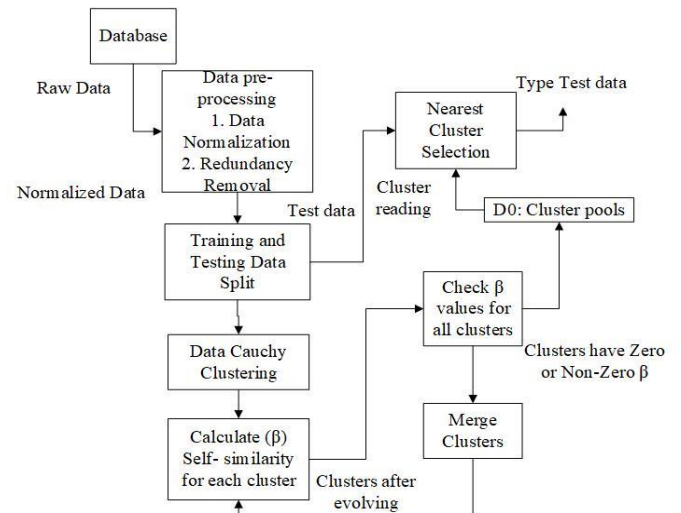 Database
Raw Data
Data pre-
processing
1. Data
Normalization
2. Redundancy
Removal
Normalized Data
Training and
Testing Data
Split
Test data
Data Cauchy
Clustering
Calculate (β)
Self- similarity
for each cluster
Clusters after
evolving
Check β
values for
all clusters
Clusters have Zero
or Non-Zero β
Merge
Clusters
D0: Cluster pools
Cluster
reading
Nearest
Cluster
Selection
Type Test data